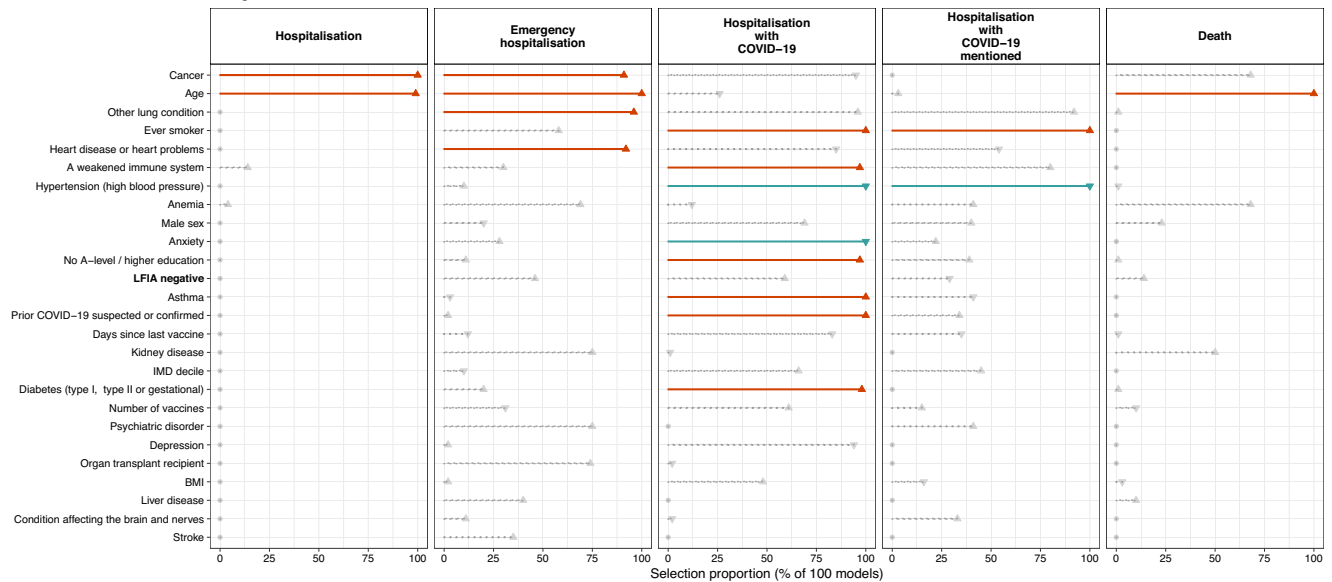 Hospitalisation
Emergency
hospitalisation
Hospitalisation
with
COVID−19
Hospitalisation
with
COVID−19
mentioned
Death
Cancer
Age
Other lung condition
Ever smoker
Heart disease or heart problems
A weakened immune system
Hypertension (high blood pressure)
Anemia
Male sex
Anxiety
No A−level / higher education
LFIA negative
Asthma
Prior COVID−19 suspected or confirmed
Days since last vaccine
Kidney disease
IMD decile
Diabetes (type I, type II or gestational)
Number of vaccines
Psychiatric disorder
Depression
Organ transplant recipient
BMI
Liver disease
Condition affecting the brain and nerves
Stroke
0 25 50 75 100 0 25 50 75 100 0 25 50 75 100 0 25 50 75 100 0 25 50 75 100
Selection proportion (% of 100 models)